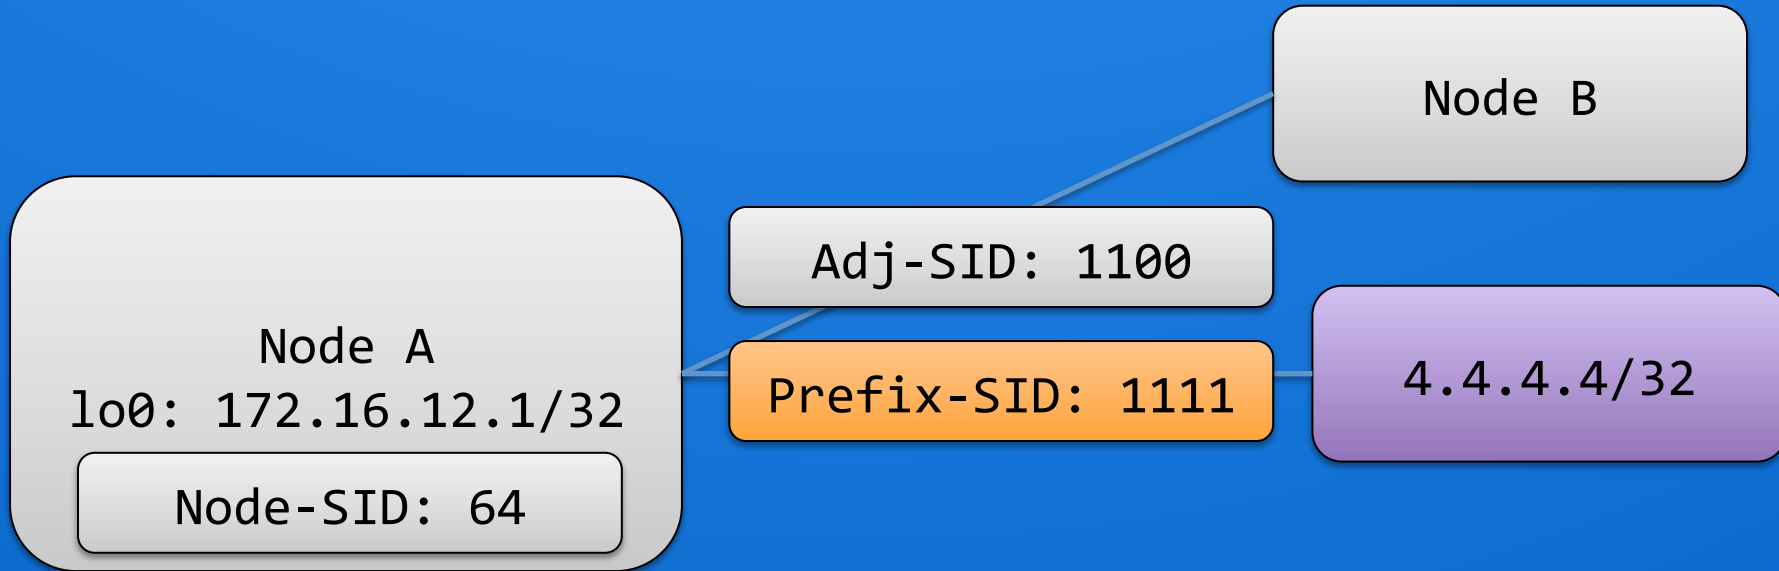 Node B
Adj-SID: 1100
Node A
lo0: 172.16.12.1/32
Prefix-SID: 1111
4.4.4.4/32
Node-SID: 64